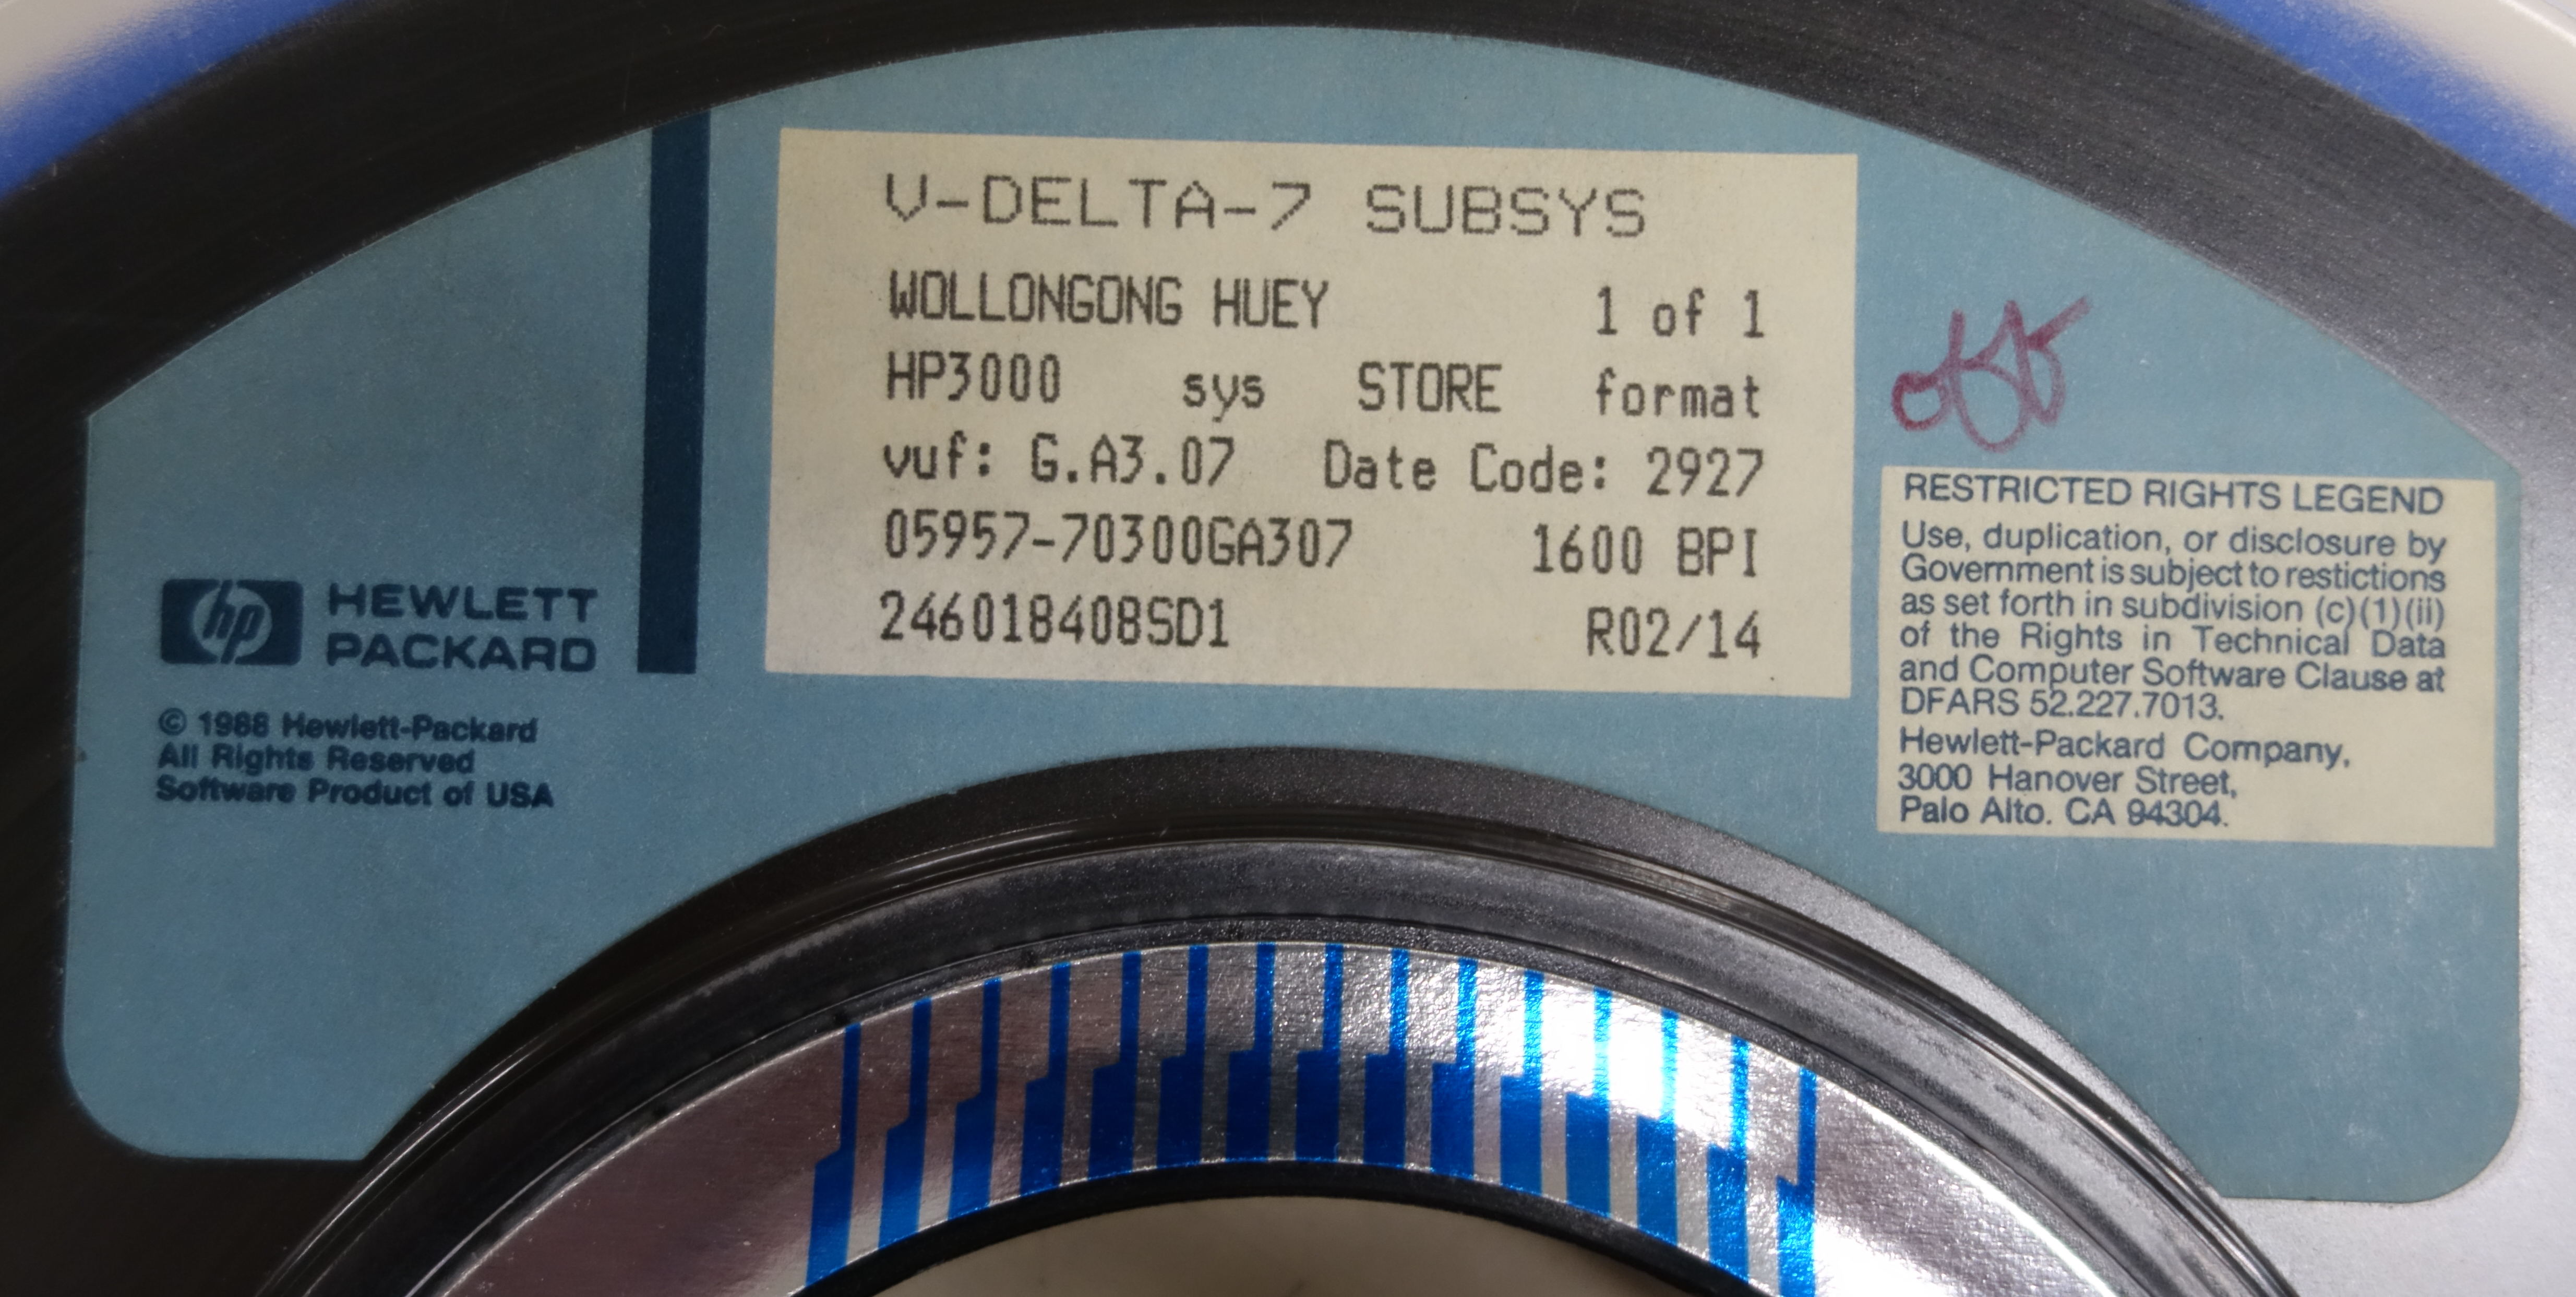 V-DELTA-7 SUBSYS
WOLLONGONG HUEY 1 of 1
HP3000 sys STORE format
vuf: G.A3.07 Date Code: 2927
05957-70300GA307 1600 BPI
246018408SD1 R02/14
hp HEWLETT
PACKARD
© 1988 Hewlett-Packard
All Rights Reserved
Software Product of USA
RESTRICTED RIGHTS LEGEND
Use, duplication, or disclosure by
Government is subject to restictions
as set forth in subdivision (c)(1)(ii)
of the Rights in Technical Data
and Computer Software Clause at
DFARS 52.227.7013.
Hewlett-Packard Company,
3000 Hanover Street,
Palo Alto. CA 94304.